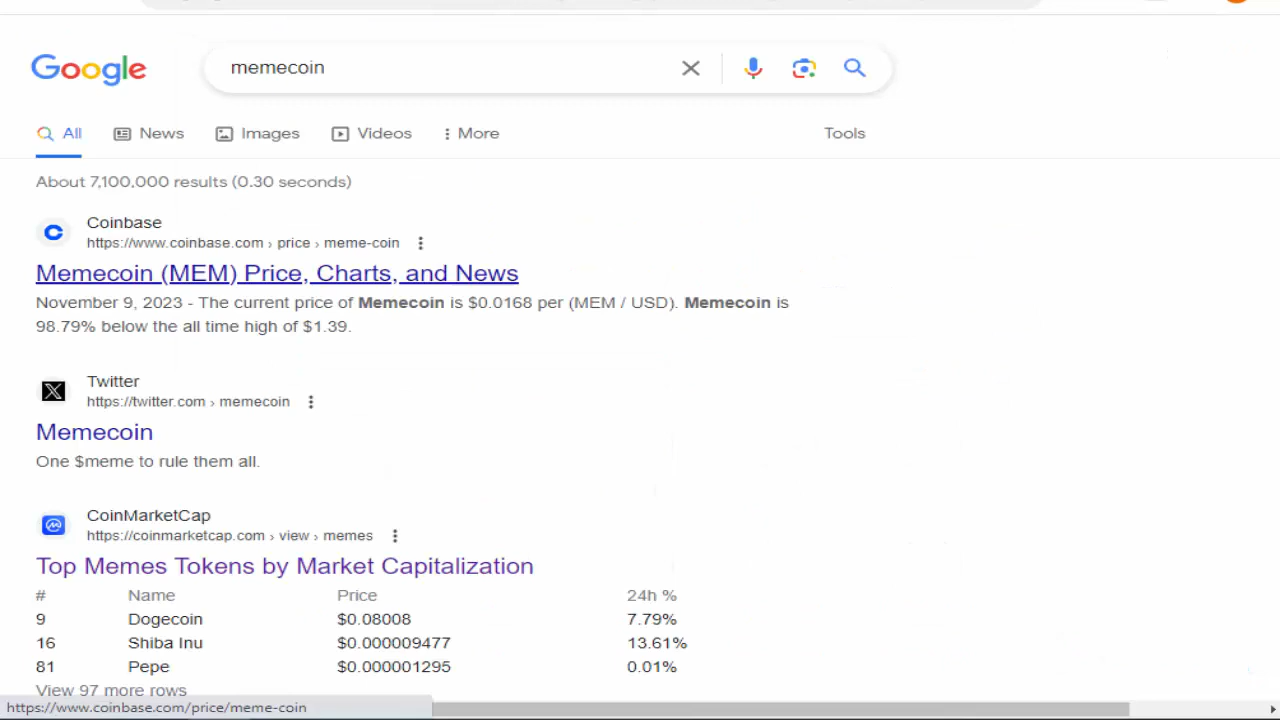 Google
memecoin
All News Images Videos More Tools
About 7,100,000 results (0.30 seconds)
Coinbase
https://www.coinbase.com › price › meme-coin
Memecoin (MEM) Price, Charts, and News
November 9, 2023 - The current price of Memecoin is $0.0168 per (MEM / USD). Memecoin is
98.79% below the all time high of $1.39.
Twitter
https://twitter.com › memecoin
Memecoin
One $meme to rule them all.
CoinMarketCap
https://coinmarketcap.com › view › memes
Top Memes Tokens by Market Capitalization
# Name Price 24h %
9 Dogecoin $0.08008 7.79%
16 Shiba Inu $0.000009477 13.61%
81 Pepe $0.000001295 0.01%
View 97 more rows
https://www.coinbase.com/price/meme-coin